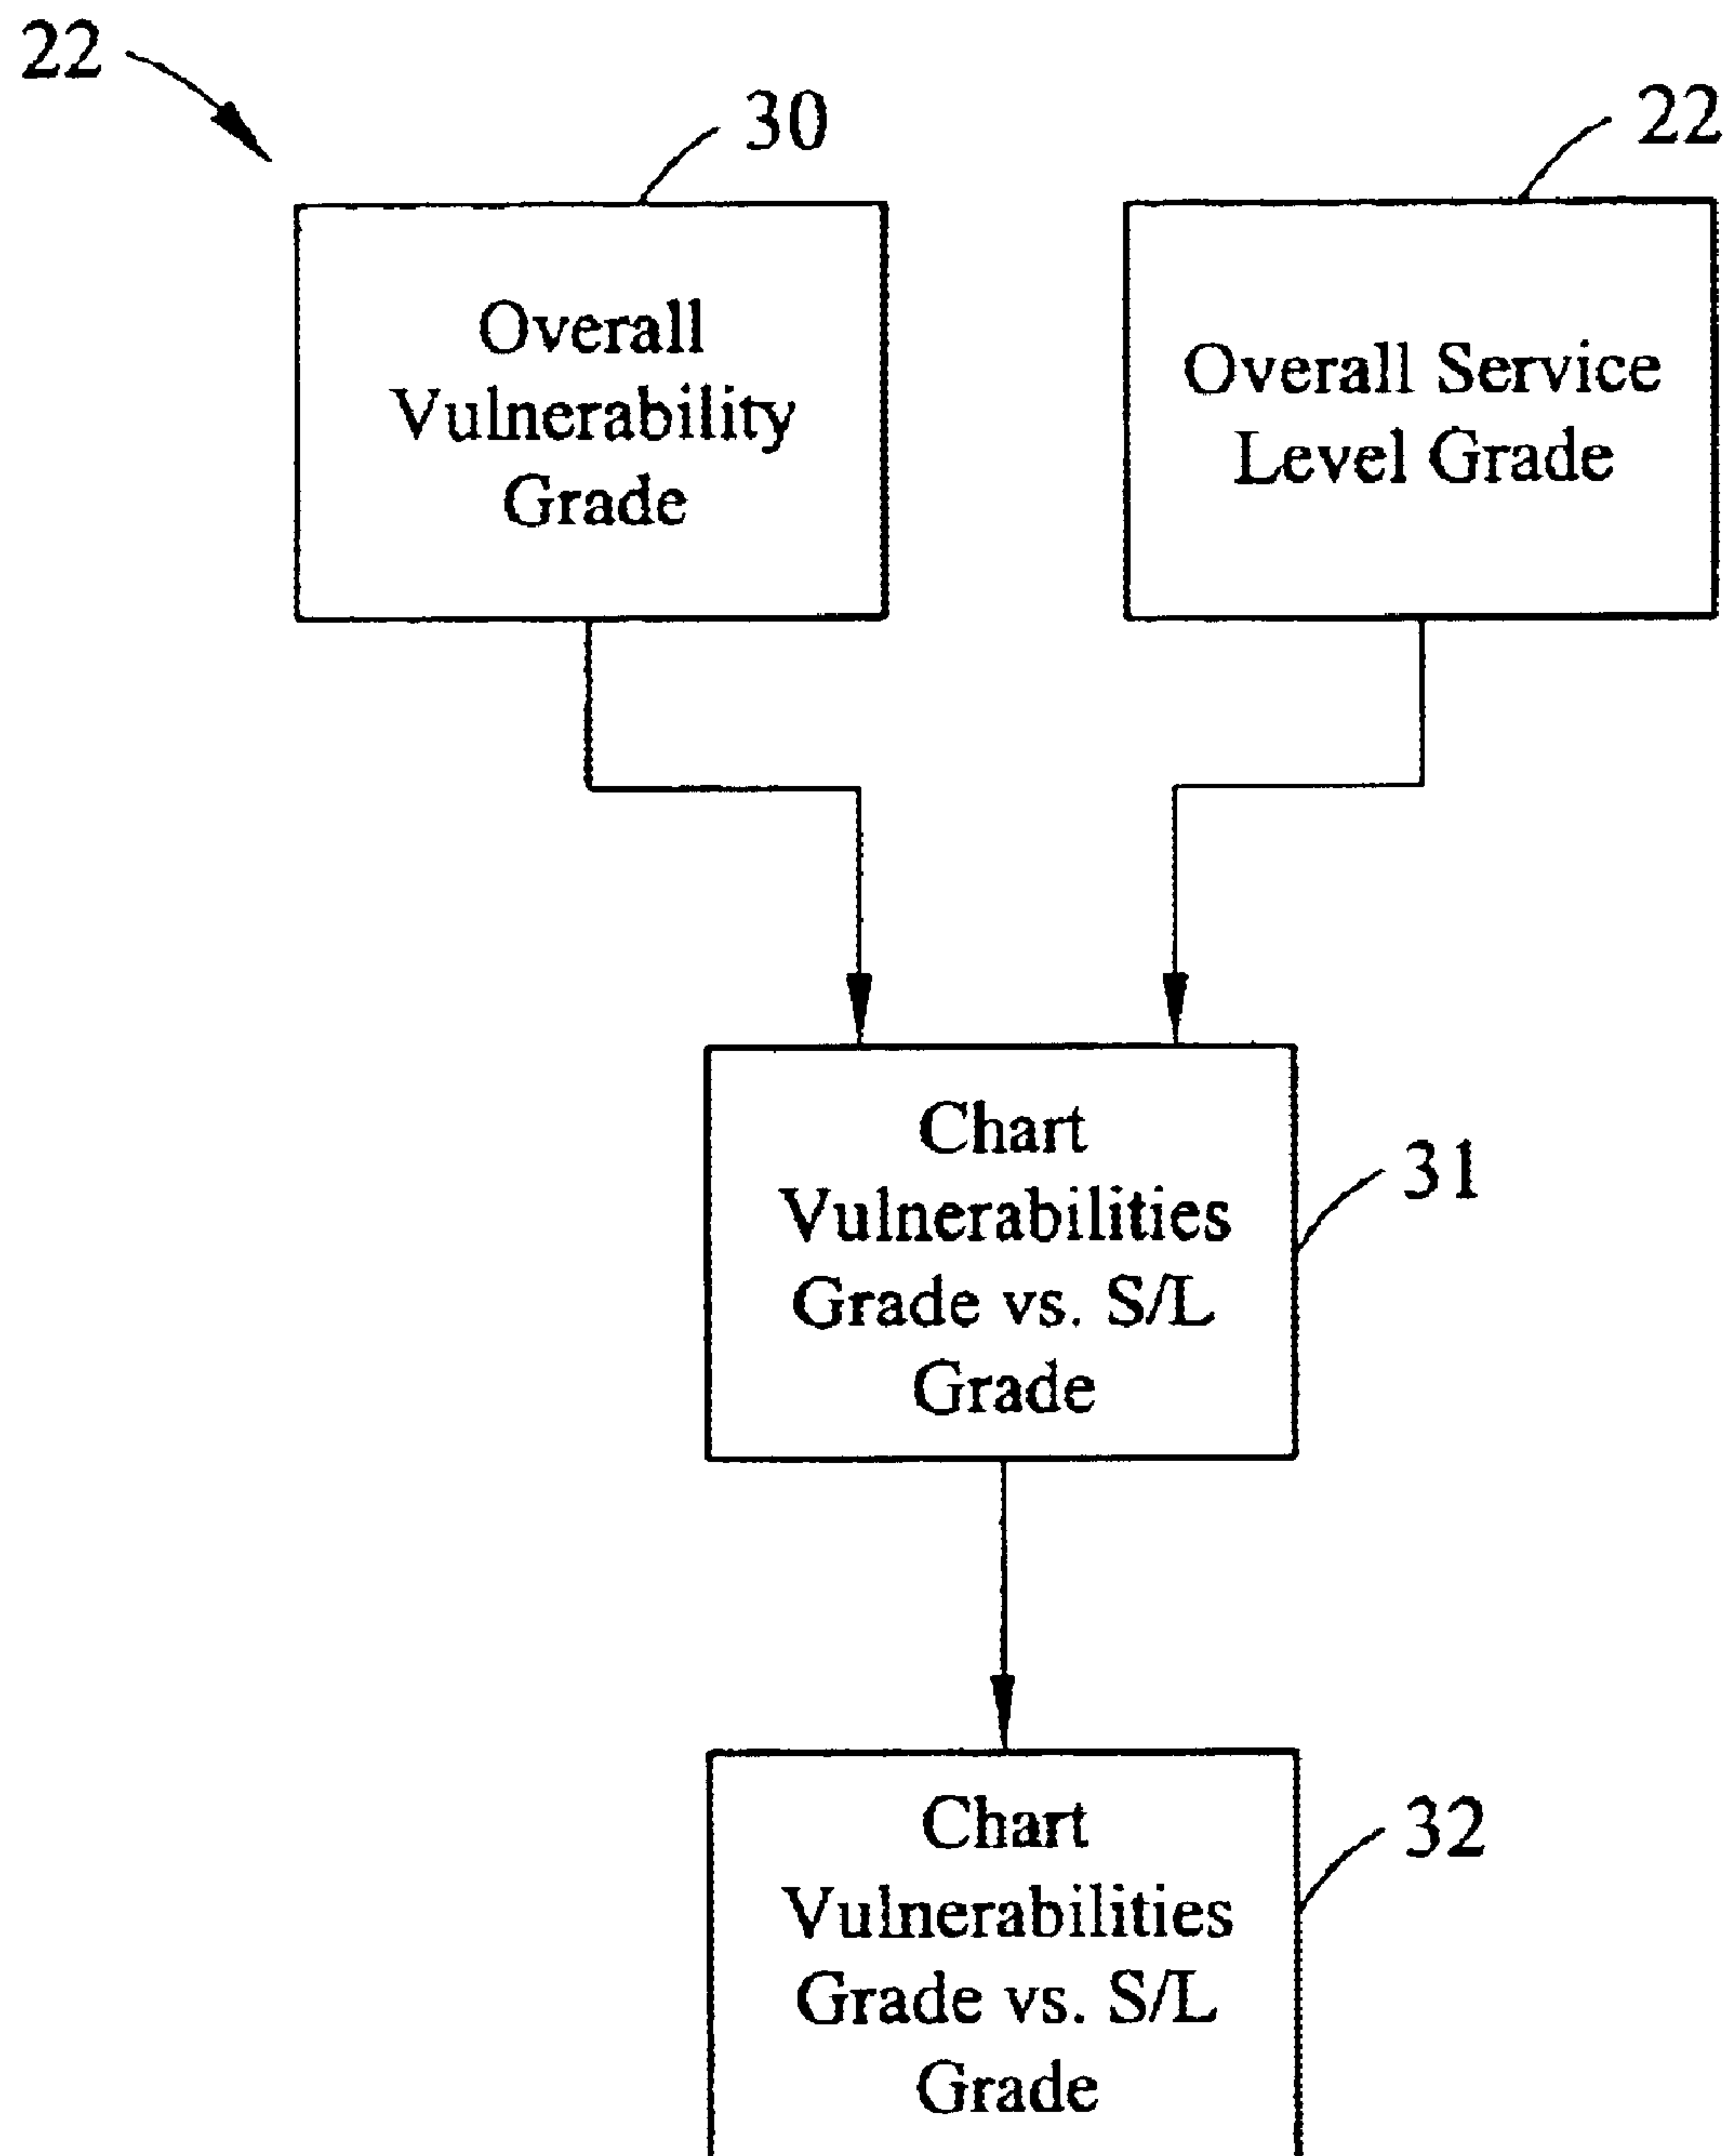 22
30
22
Overall
Vulnerability
Grade
Overall Service
Level Grade
Chart
Vulnerabilities
Grade vs. S/L
Grade
31
Chart
Vulnerabilities
Grade vs. S/L
Grade
32